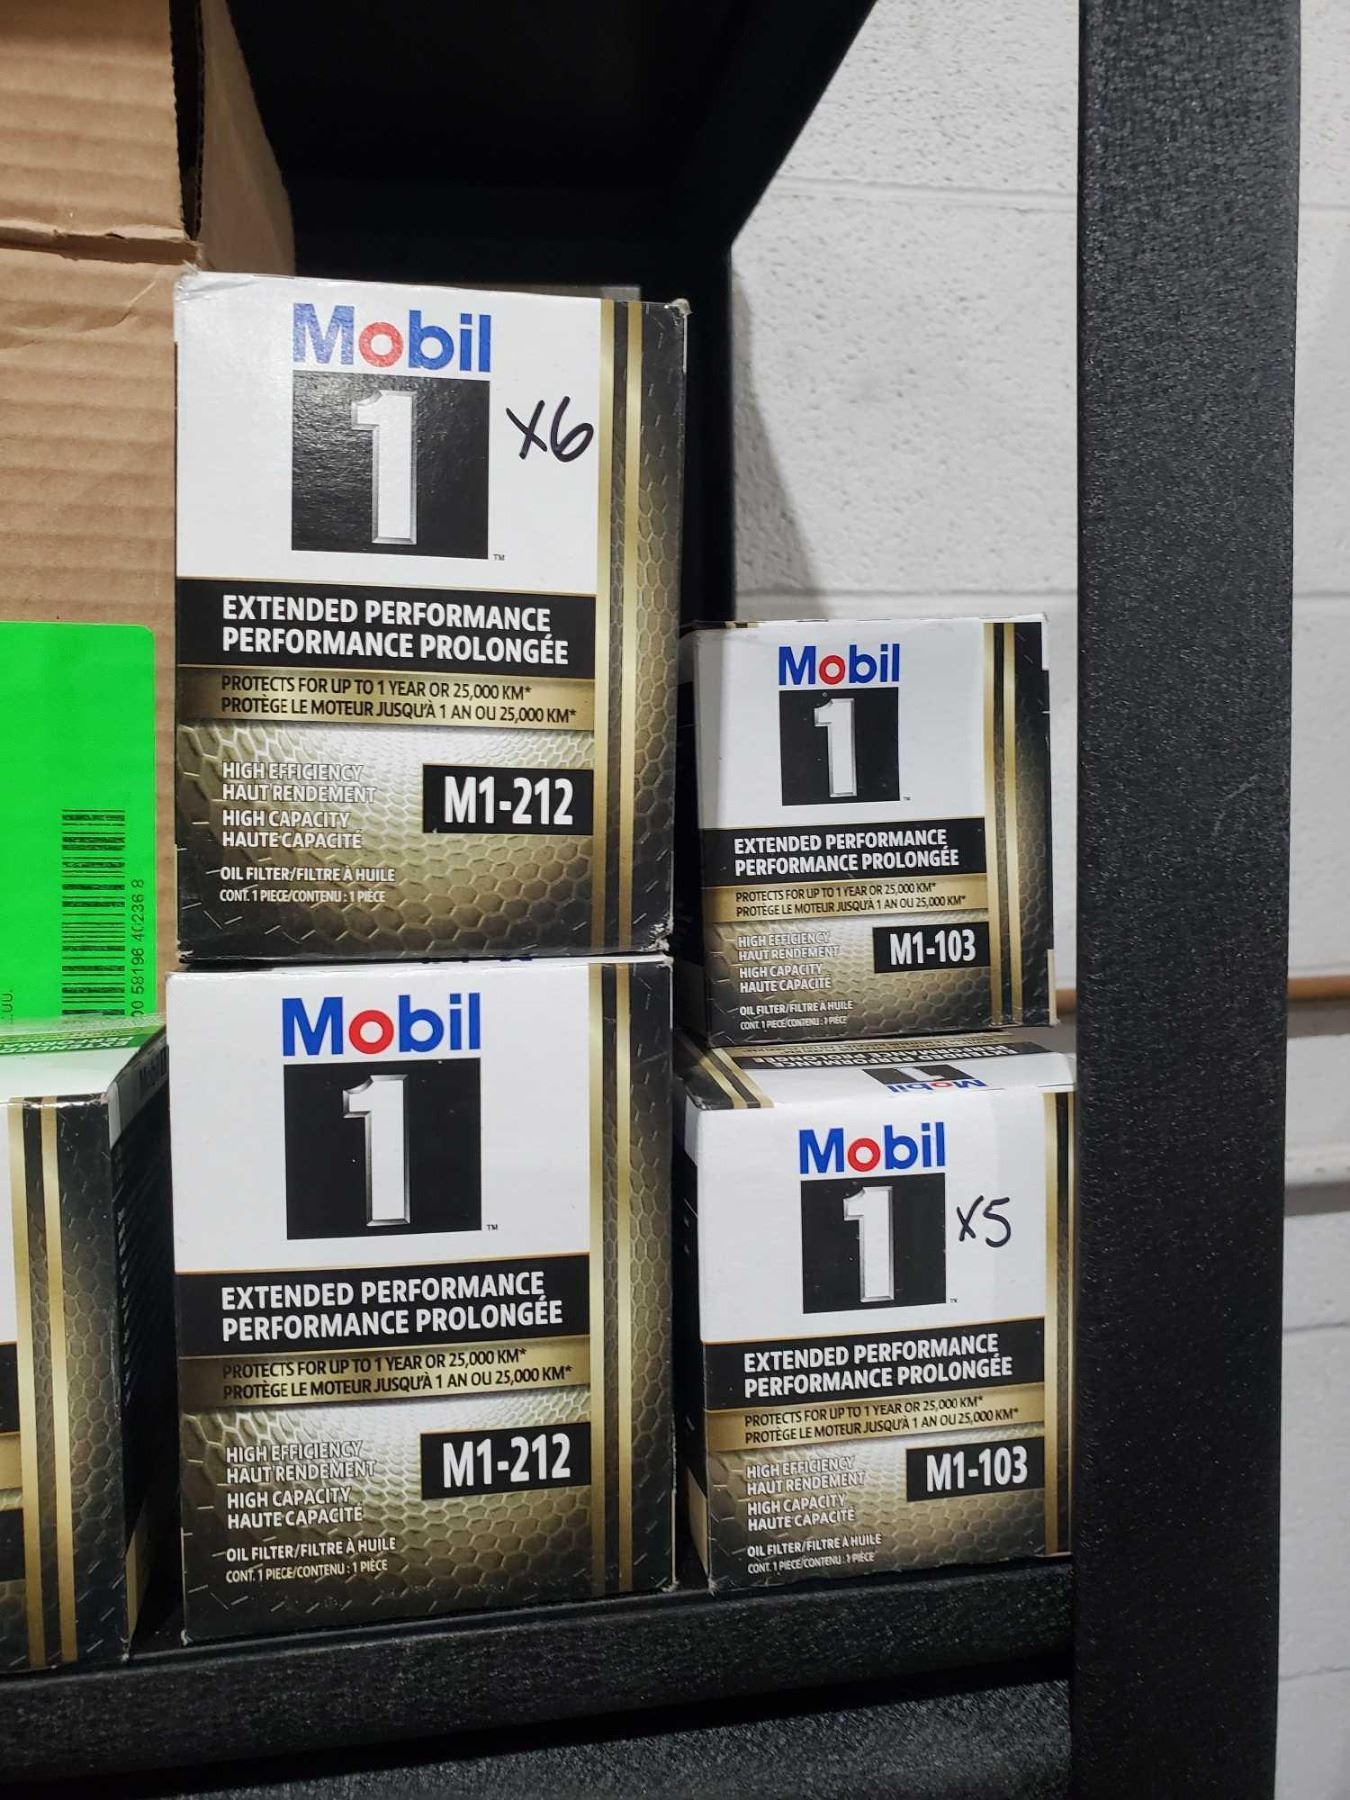 Mobil
1
™
x6
EXTENDED PERFORMANCE
PERFORMANCE PROLONGÉE
PROTECTS FOR UP TO 1 YEAR OR 25,000 KM*
PROTÈGE LE MOTEUR JUSQU'À 1 AN OU 25,000 KM*
HIGH EFFICIENCY
HAUT RENDEMENT
HIGH CAPACITY
HAUTE CAPACITÉ
M1-212
OIL FILTER/FILTRE À HUILE
CONT. 1 PIECE/CONTENU : 1 PIÈCE
Mobil
1
EXTENDED PERFORMANCE
PERFORMANCE PROLONGÉE
PROTECTS FOR UP TO 1 YEAR OR 25,000 KM*
PROTÈGE LE MOTEUR JUSQU'À 1 AN OU 25,000 KM*
HIGH EFFICIENCY
HAUT RENDEMENT
HIGH CAPACITY
HAUTE CAPACITÉ
M1-103
OIL FILTER/FILTRE À HUILE
CONT. 1 PIECE/CONTENU : 1 PIÈCE
58196 40236 8
Mobil
1
™
EXTENDED PERFORMANCE
PERFORMANCE PROLONGÉE
PROTECTS FOR UP TO 1 YEAR OR 25,000 KM*
PROTÈGE LE MOTEUR JUSQU'À 1 AN OU 25,000 KM*
HIGH EFFICIENCY
HAUT RENDEMENT
HIGH CAPACITY
HAUTE CAPACITÉ
M1-212
OIL FILTER/FILTRE À HUILE
CONT. 1 PIECE/CONTENU : 1 PIÈCE
Mobil
1
Mobil
1
™
x5
EXTENDED PERFORMANCE
PERFORMANCE PROLONGÉE
PROTECTS FOR UP TO 1 YEAR OR 25,000 KM*
PROTÈGE LE MOTEUR JUSQU'À 1 AN OU 25,000 KM*
HIGH EFFICIENCY
HAUT RENDEMENT
HIGH CAPACITY
HAUTE CAPACITÉ
M1-103
OIL FILTER/FILTRE À HUILE
CONT. 1 PIECE/CONTENU : 1 PIÈCE